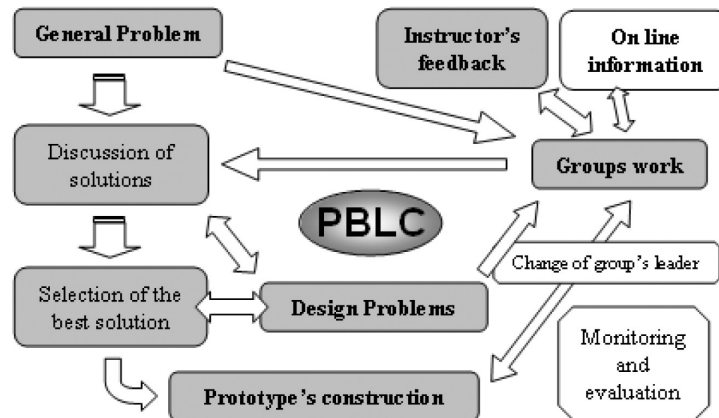 General Problem
Instructor's
feedback
On line
information
Discussion of
solutions
Groups work
PBLC
Change of group's leader
Selection of the
best solution
Design Problems
Monitoring
and
evaluation
Prototype's construction